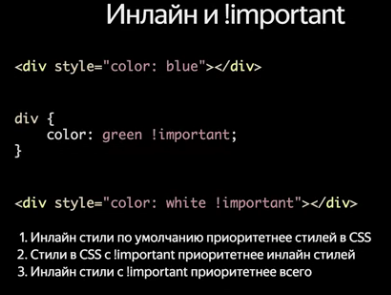 Инлайн и !important
<div style="color: blue"></div>
div {
color: green !important;
}
<div style="color: white !important"></div>
1. Инлайн стили по умолчанию приоритетнее стилей в CSS
2. Стили в CSS с !important приоритетнее инлайн стилей
3. Инлайн стили с !important приоритетнее всего